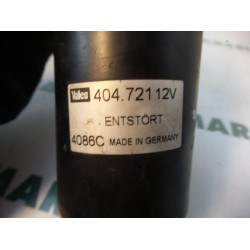 Valeo 404.721 12V
ENTSTÖRT
4086C MADE IN GERMANY